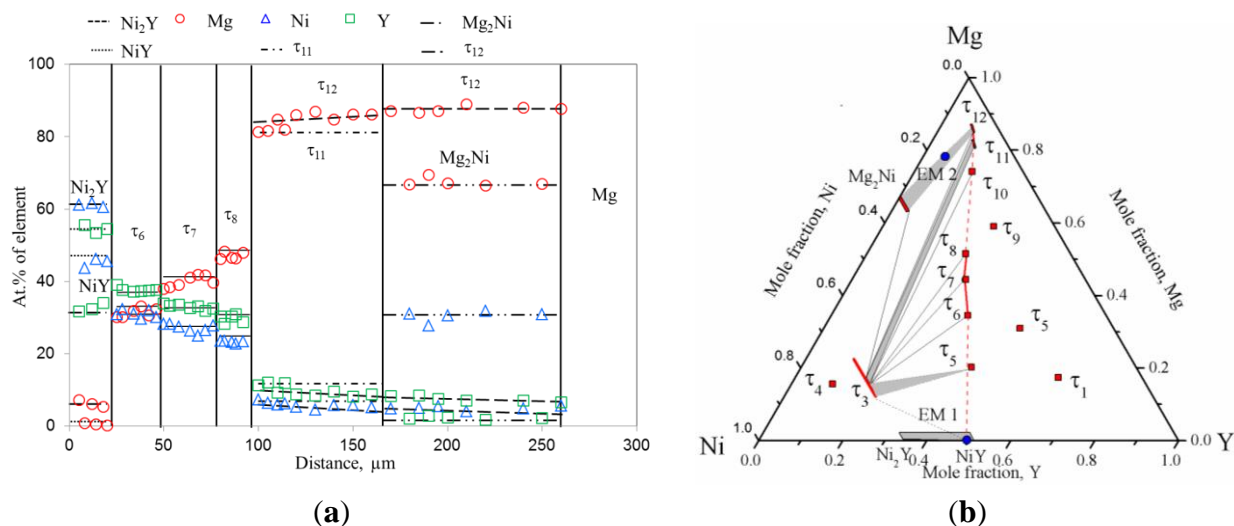 Ni₂Y Mg Ni Y Mg₂Ni
NiY τ₁₁ τ₁₂
At.% of element
100
80
60
40
20
0
τ₁₂
τ₁₂
τ₁₁
Mg₂Ni
Mg
Ni₂Y
τ₆
τ₇
τ₈
NiY
0 50 100 150 200 250 300
Distance, µm
(a)
Mg
0.0
1.0
τ₁₂
0.2
0.8
τ₁₁
EM 2
τ₁₀
Mg₂Ni
0.4
0.6
τ₉
Mole fraction, Ni
Mole fraction, Mg
τ₈
τ₇
0.6
0.4
τ₆
τ₅
0.8
0.2
τ₅
τ₄
τ₃
τ₁
1.0
EM 1
0.0
Ni
Y
Ni₂Y NiY
0.0 0.2 0.4 0.6 0.8 1.0
Mole fraction, Y
(b)